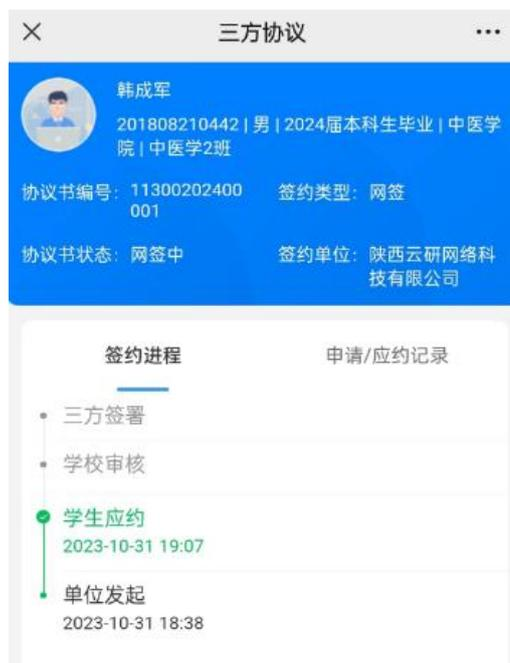 三方协议
韩成军
201808210442 | 男 | 2024届本科生毕业 | 中医学
院 | 中医学2班
协议书编号: 11300202400 签约类型: 网签
001
协议书状态: 网签中 签约单位: 陕西云研网络科
技有限公司
签约进程 申请/应约记录
三方签署
学校审核
学生应约
2023-10-31 19:07
单位发起
2023-10-31 18:38